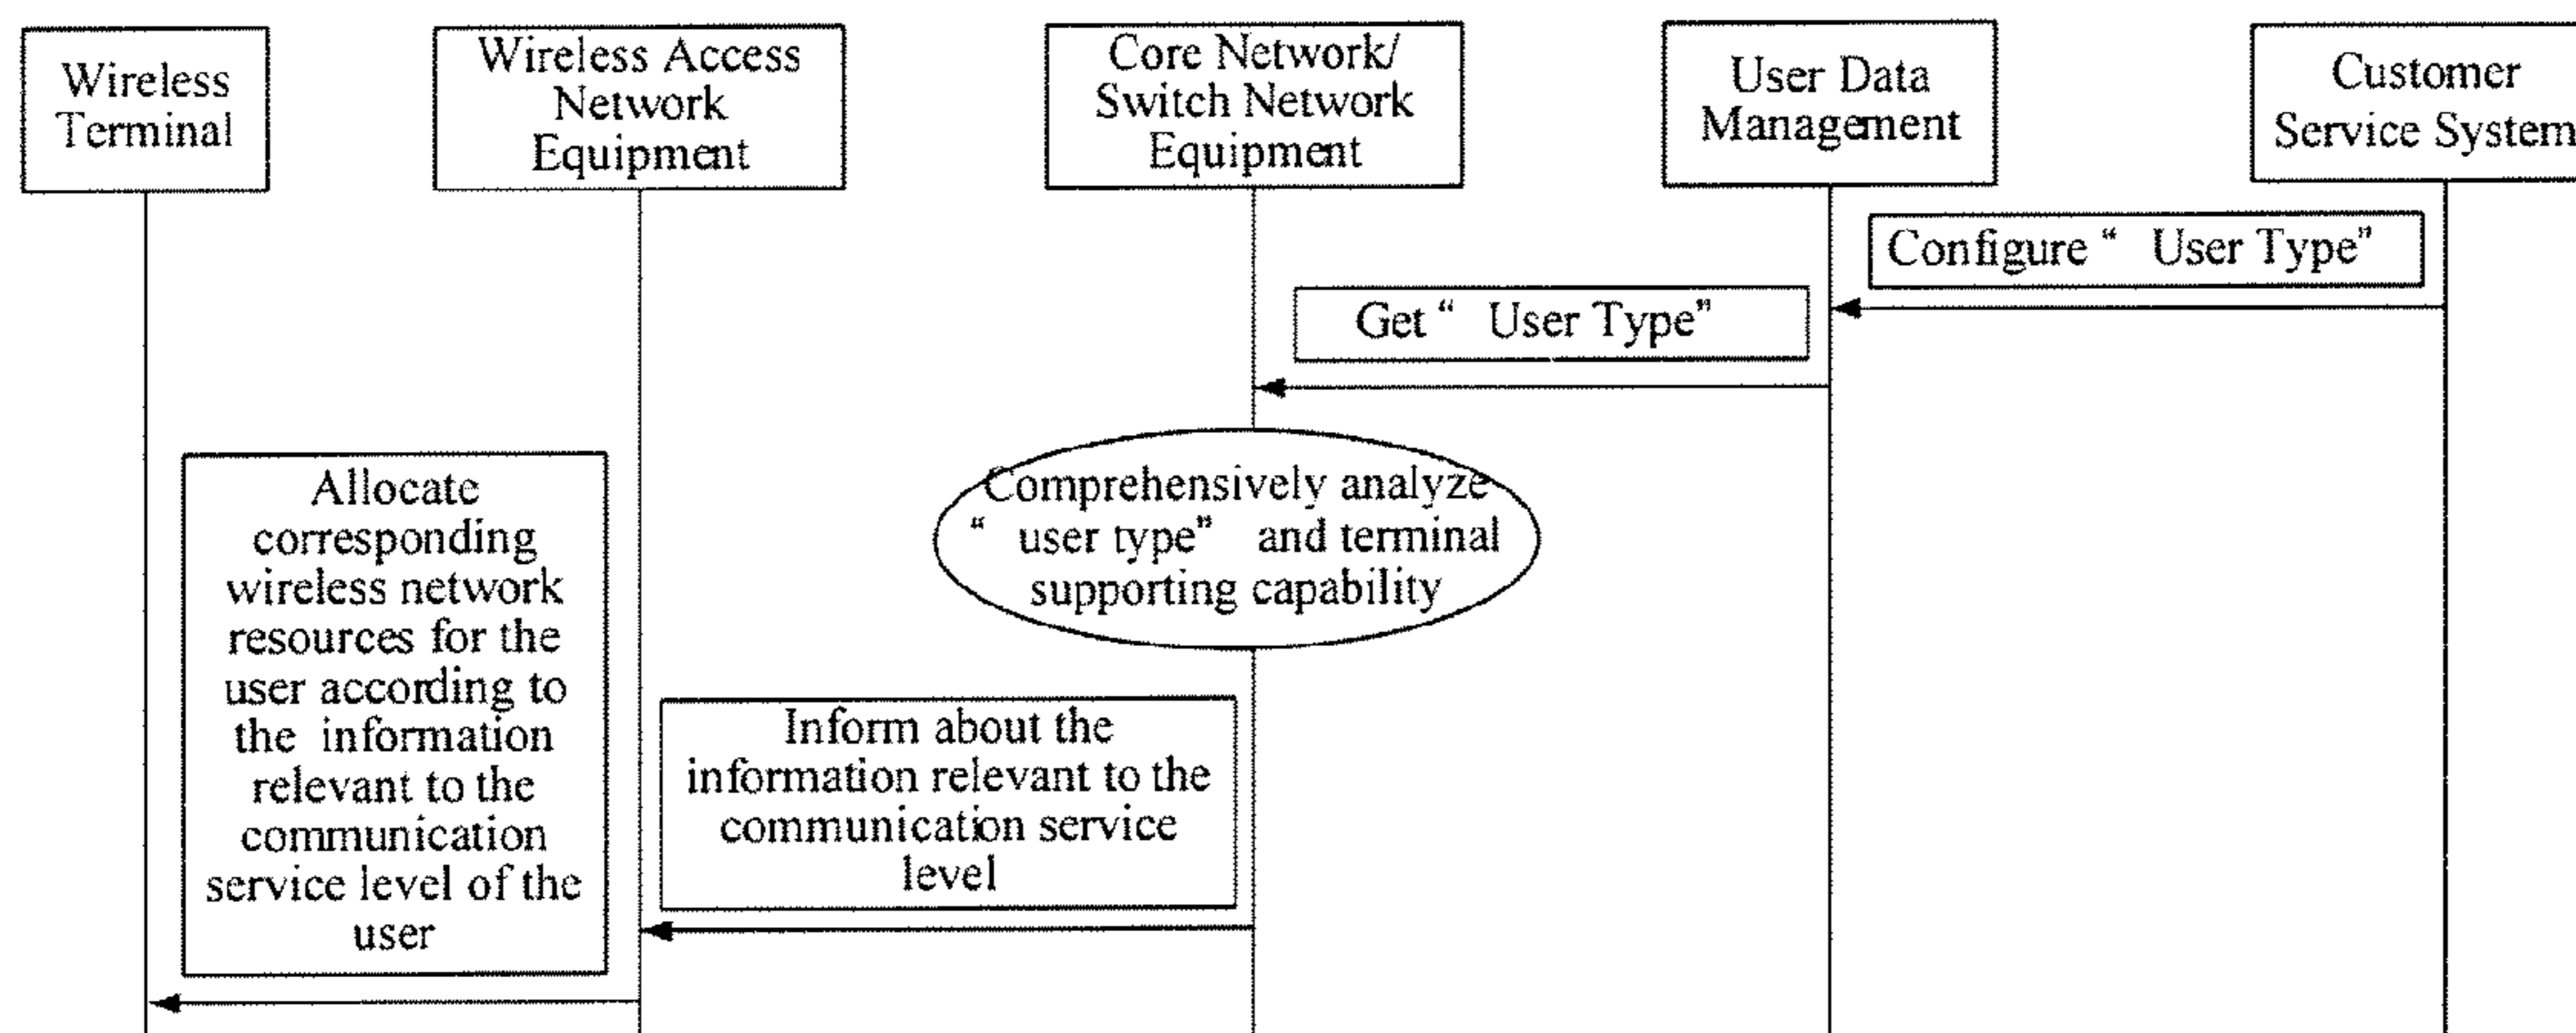 Wireless
Terminal
Wireless Access
Network
Equipment
Core Network/
Switch Network
Equipment
User Data
Management
Customer
Service System
Configure “ User Type”
Get “ User Type”
Comprehensively analyze
“ user type” and terminal
supporting capability
Allocate
corresponding
wireless network
resources for the
user according to
the information
relevant to the
communication
service level of the
user
Inform about the
information relevant to the
communication service
level